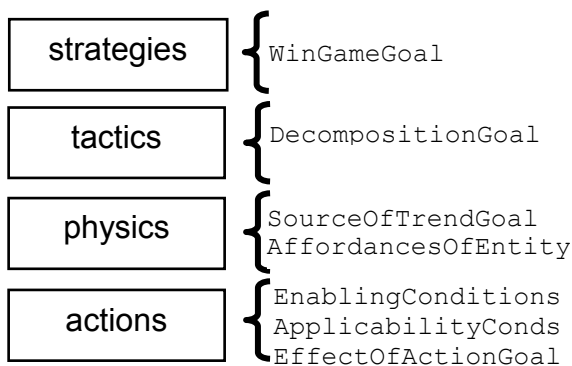 strategies
WinGameGoal
tactics
DecompositionGoal
physics
SourceOfTrendGoal
AffordancesOfEntity
actions
EnablingConditions
ApplicabilityConds
EffectOfActionGoal